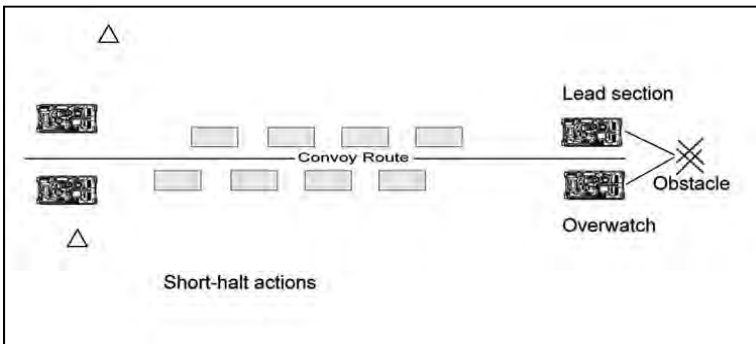 Lead section
Convoy Route
Obstacle
Overwatch
Short-halt actions